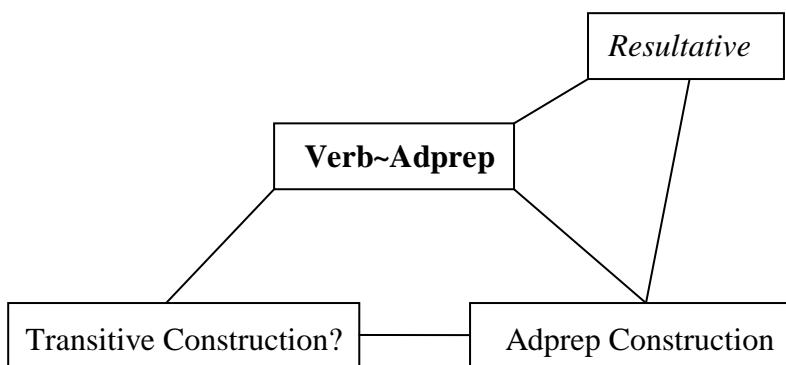 Resultative
Verb~Adprep
Transitive Construction?
Adprep Construction